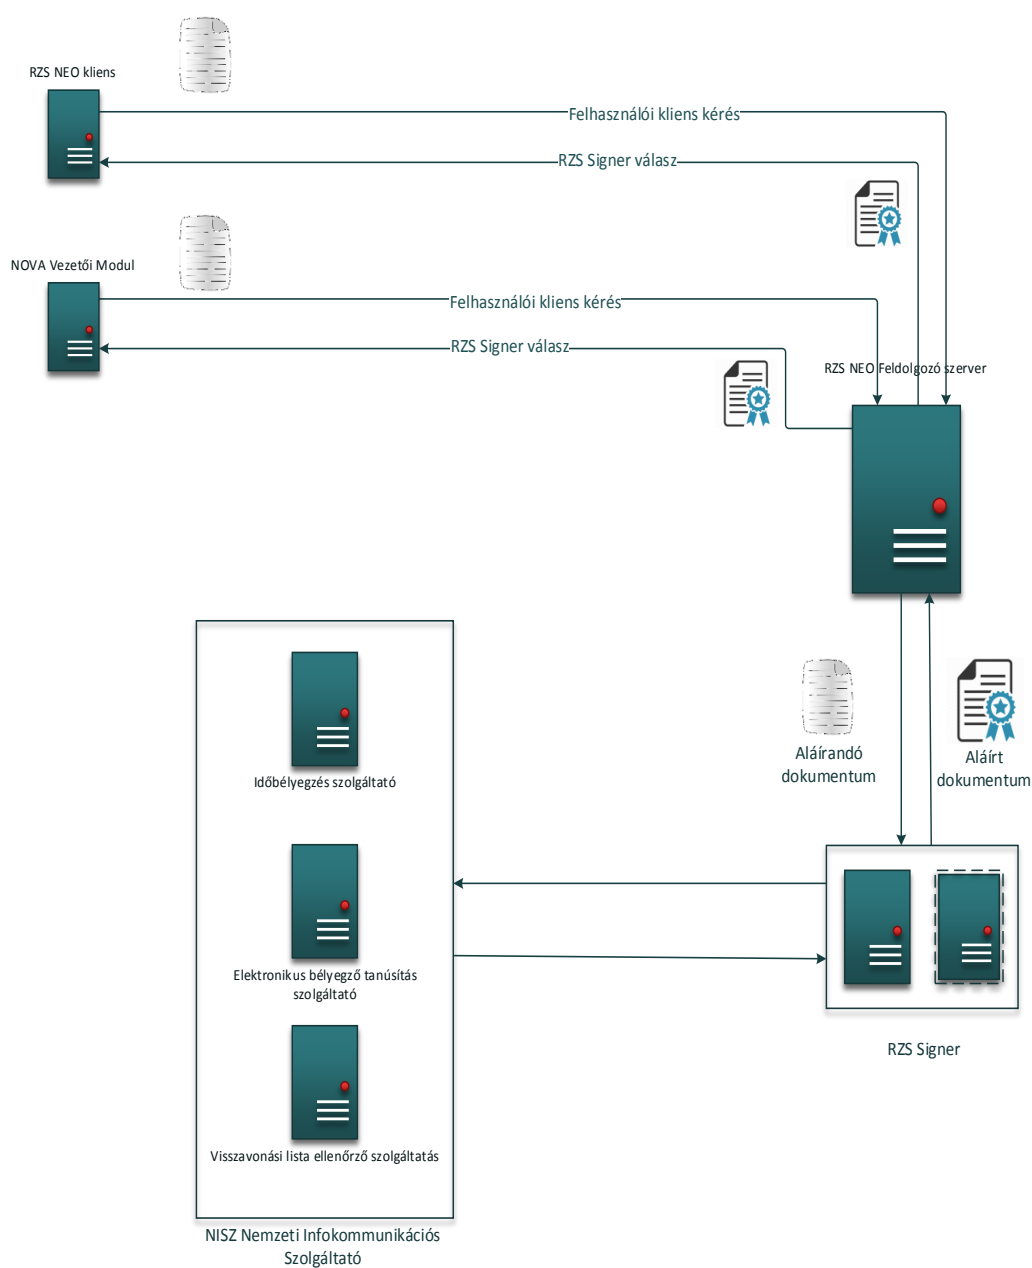 RZS NEO kliens
Felhasználói kliens kérés
RZS Signer válasz
NOVA Vezetői Modul
Felhasználói kliens kérés
RZS Signer válasz
RZS NEO Feldolgozó szerver
Aláírandó
dokumentum
Aláírt
dokumentum
Időbélyegzés szolgáltató
Elektronikus bélyegző tanúsítás
szolgáltató
Visszavonási lista ellenőrző szolgáltatás
RZS Signer
NISZ Nemzeti Infokommunikációs
Szolgáltató